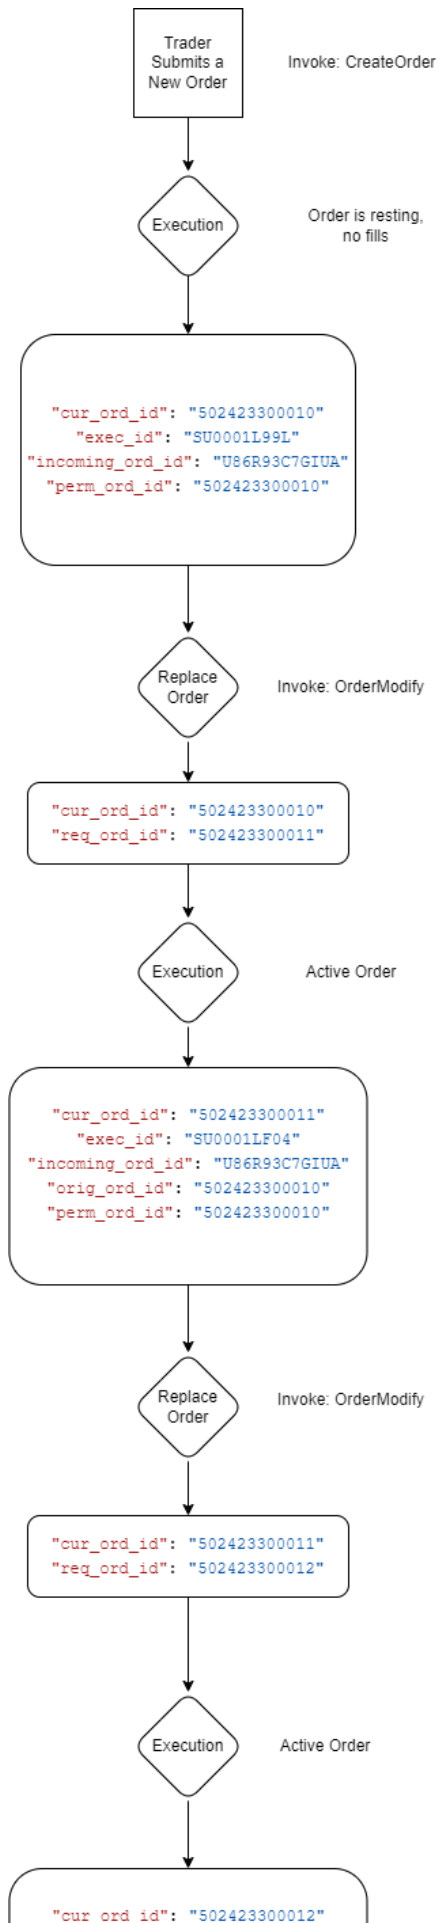 Trader
Submits a
New Order
Invoke: CreateOrder
Execution
Order is resting,
no fills
"cur_ord_id": "502423300010"
"exec_id": "SU0001L99L"
"incoming_ord_id": "U86R93C7GIUA"
"perm_ord_id": "502423300010"
Replace
Order
Invoke: OrderModify
"cur_ord_id": "502423300010"
"req_ord_id": "502423300011"
Execution
Active Order
"cur_ord_id": "502423300011"
"exec_id": "SU0001LF04"
"incoming_ord_id": "U86R93C7GIUA"
"orig_ord_id": "502423300010"
"perm_ord_id": "502423300010"
Replace
Order
Invoke: OrderModify
"cur_ord_id": "502423300011"
"req_ord_id": "502423300012"
Execution
Active Order
"cur_ord_id": "502423300012"